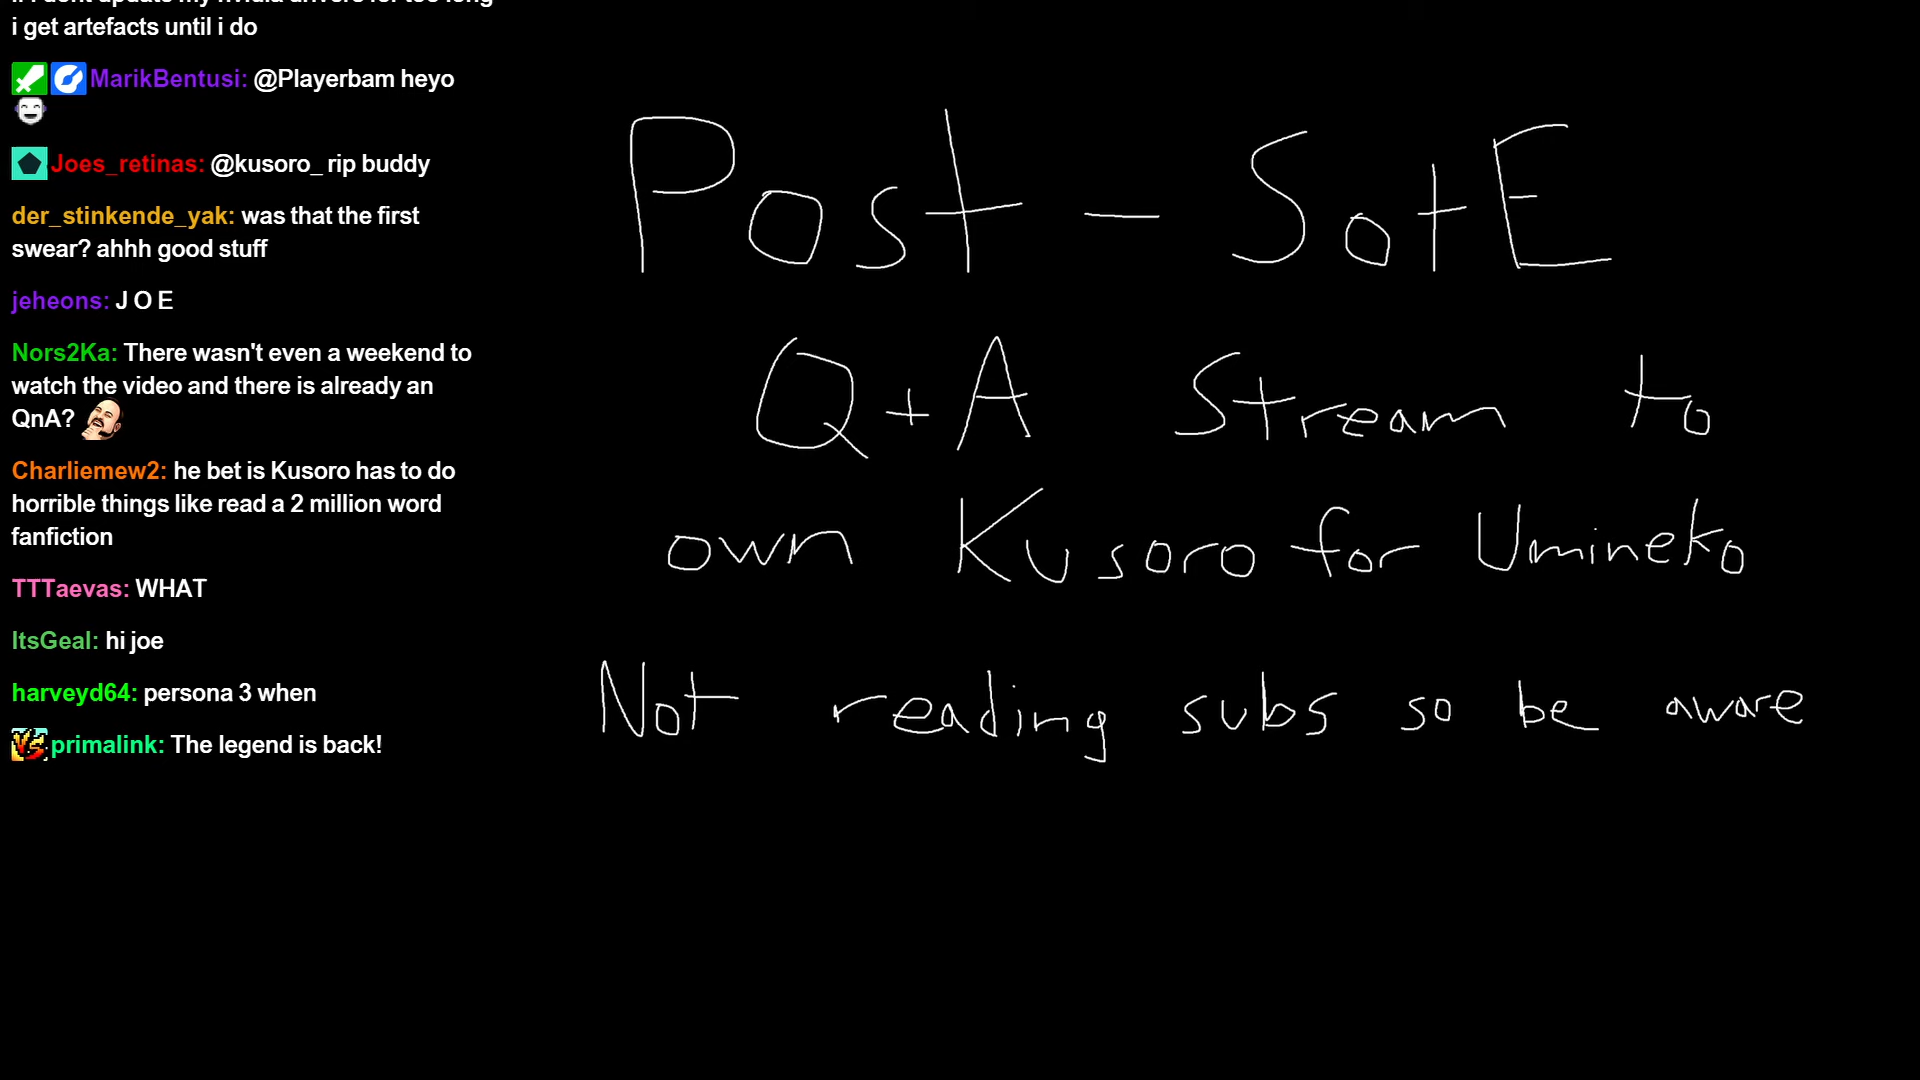 i get artefacts until i do
MarikBentusi: @Playerbam heyo
Joes_retinas: @kusoro_ rip buddy
der_stinkende_yak: was that the first
swear? ahhh good stuff
jeheons: J O E
Nors2Ka: There wasn't even a weekend to
watch the video and there is already an
QnA?
Charliemew2: he bet is Kusoro has to do
horrible things like read a 2 million word
fanfiction
TTTaevas: WHAT
ItsGeal: hi joe
harveyd64: persona 3 when
primalink: The legend is back!
Post - SotE
Q+A Stream to
own Kusoro for Umineko
Not reading subs so be aware